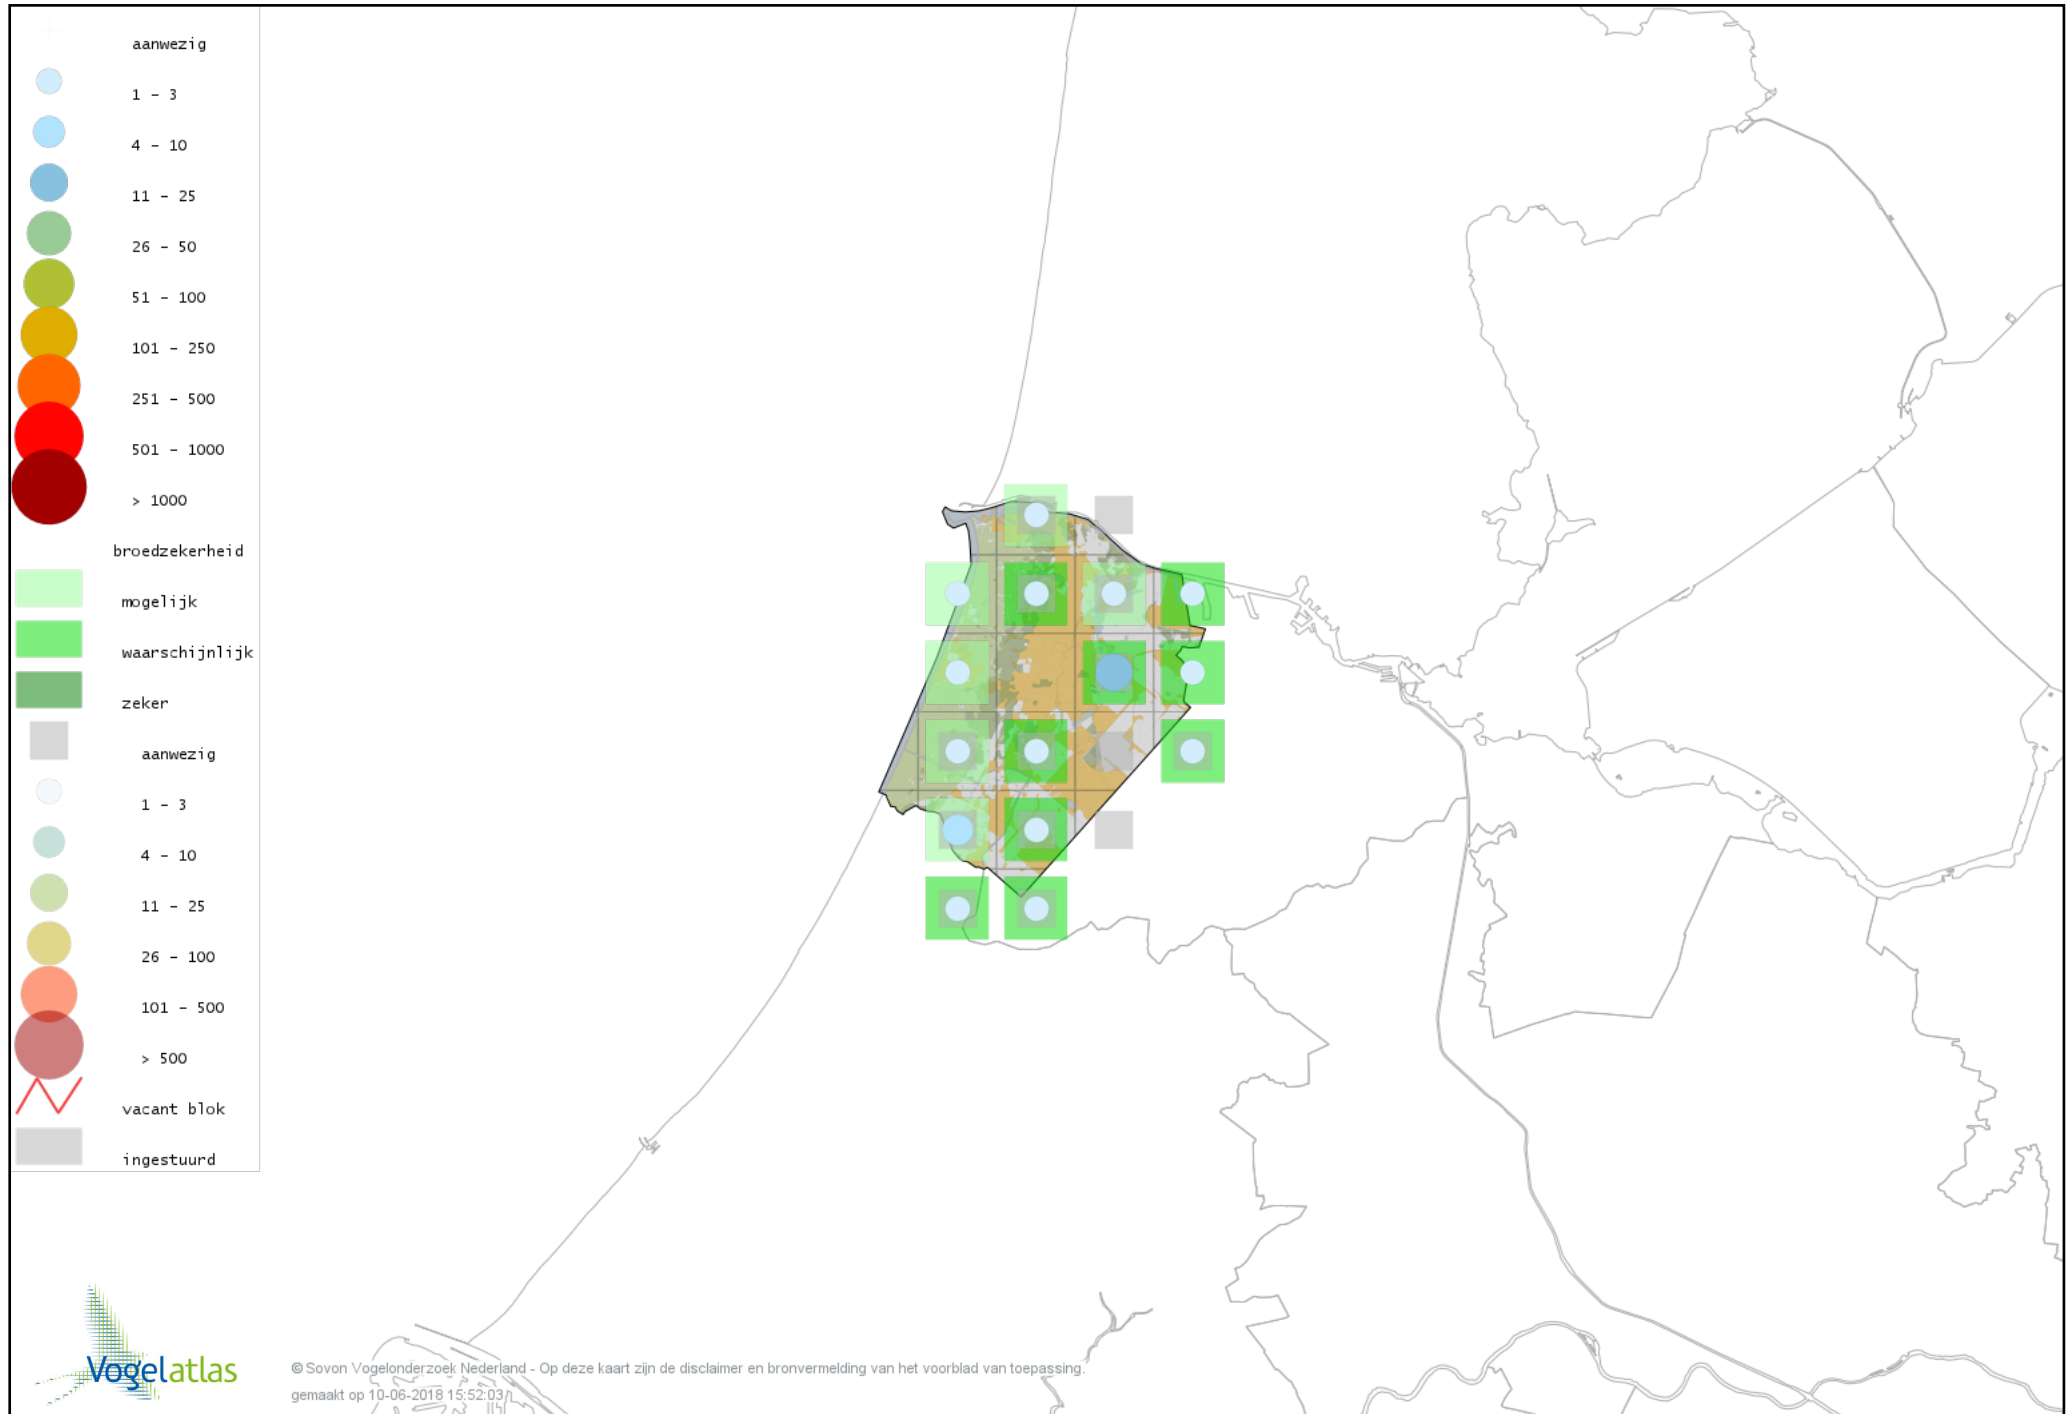 aanwezig
1 - 3
4 - 10
11 - 25
26 - 50
51 - 100
101 - 250
251 - 500
501 - 1000
> 1000
broedzekerheid
mogelijk
waarschijnlijk
zeker
aanwezig
1 - 3
4 - 10
11 - 25
26 - 100
101 - 500
> 500
vacant blok
ingestuurd
Vogelatlas
© Sovon Vogelonderzoek Nederland - Op deze kaart zijn de disclaimer en bronvermelding van het voorblad van toepassing.
gemaakt op 10-06-2018 15:52:03